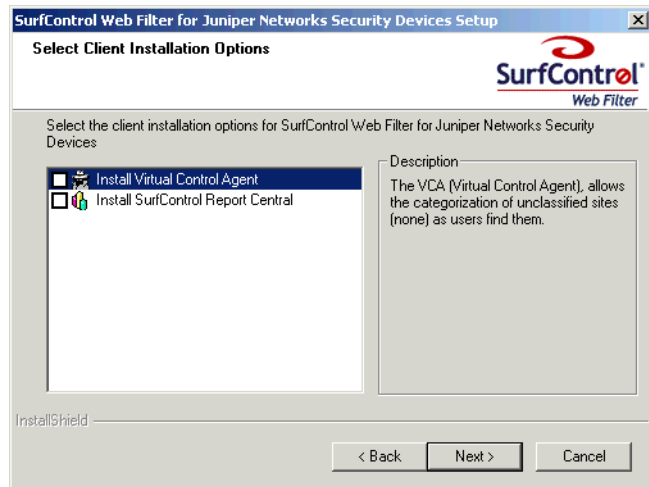 SurfControl Web Filter for Juniper Networks Security Devices Setup
Select Client Installation Options
SurfControl
Web Filter
Select the client installation options for SurfControl Web Filter for Juniper Networks Security
Devices
Install Virtual Control Agent
Install SurfControl Report Central
Description
The VCA (Virtual Control Agent), allows
the categorization of unclassified sites
(none) as users find them.
InstallShield
< Back
Next >
Cancel